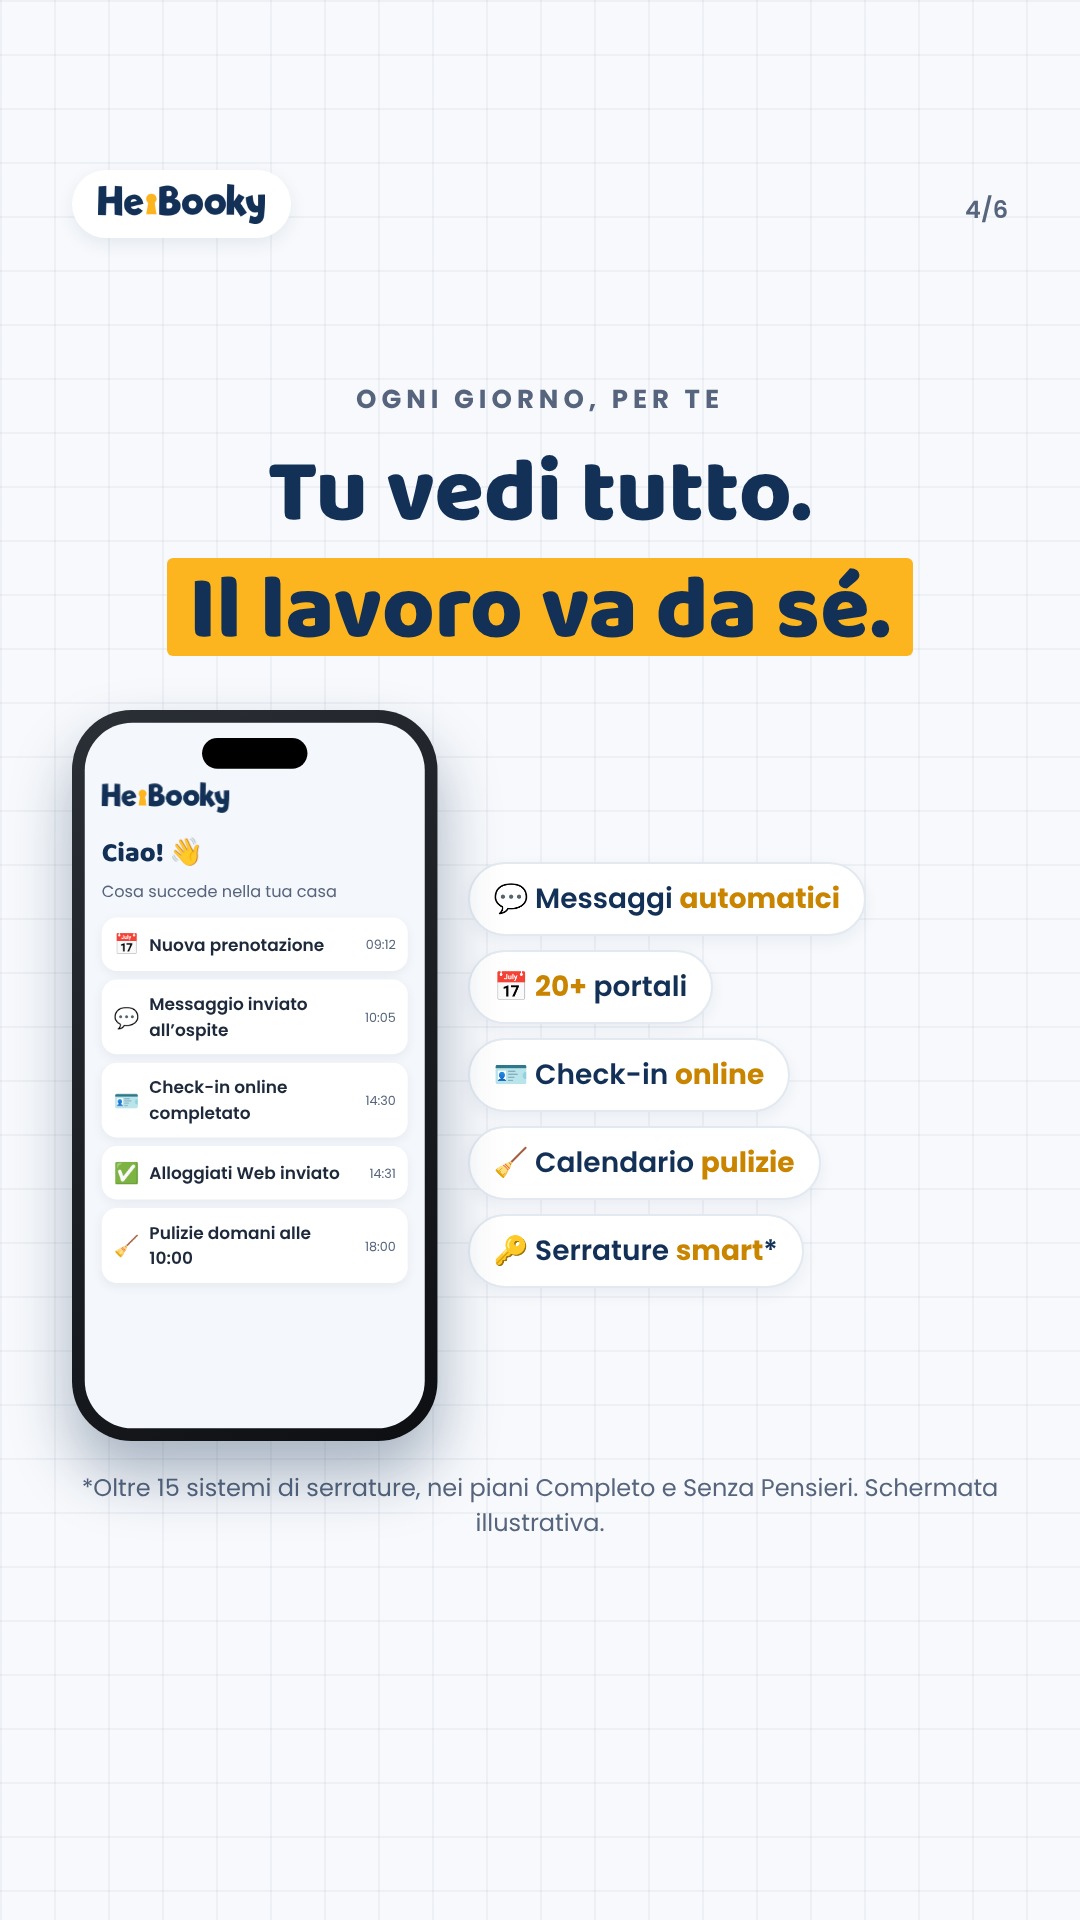 HeiBooky
4/6
OGNI GIORNO, PER TE
Tu vedi tutto.
Il lavoro va da sé.
HeiBooky
Ciao! 👋
Cosa succede nella tua casa
Nuova prenotazione 09:12
Messaggio inviato
all’ospite 10:05
Check-in online
completato 14:30
Alloggiati Web inviato 14:31
Pulizie domani alle
10:00 18:00
💬 Messaggi automatici
📅 20+ portali
🪪 Check-in online
🧹 Calendario pulizie
🔑 Serrature smart*
*Oltre 15 sistemi di serrature, nei piani Completo e Senza Pensieri. Schermata
illustrativa.